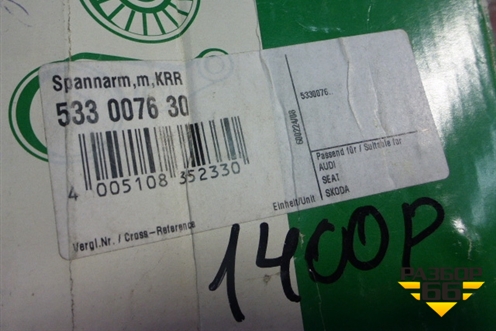 Spannarm,m,KRR
533 0076 30
4 005108 352330
Vergl.Nr. / Cross-Reference
Einheit/Unit
5330076
Passend für / Suitable for
AUDI
SEAT
SKODA
1400Р
РАЗБОР
66